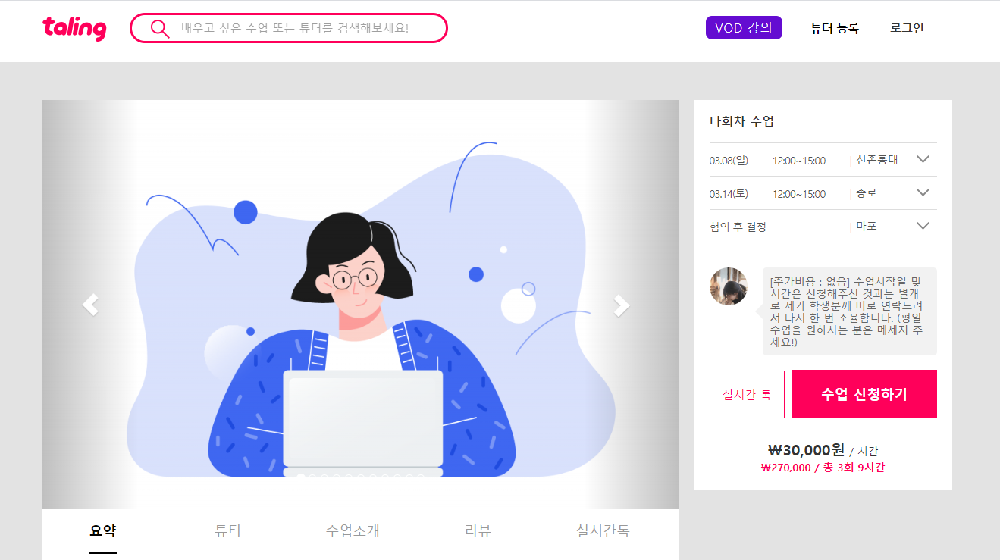 taling
배우고 싶은 수업 또는 튜터를 검색해보세요!
VOD 강의
튜터 등록
로그인
다회차 수업
03.08(일) 12:00~15:00 | 신촌홍대
03.14(토) 12:00~15:00 | 종로
협의 후 결정 | 마포
[추가비용 : 없음] 수업시작일 및
시간은 신청해주신 것과는 별개
로 제가 학생분께 따로 연락드려
서 다시 한 번 조율합니다. (평일
수업을 원하시는 분은 메세지 주
세요!)
실시간 톡
수업 신청하기
₩30,000원 / 시간
₩270,000 / 총 3회 9시간
요약
튜터
수업소개
리뷰
실시간톡